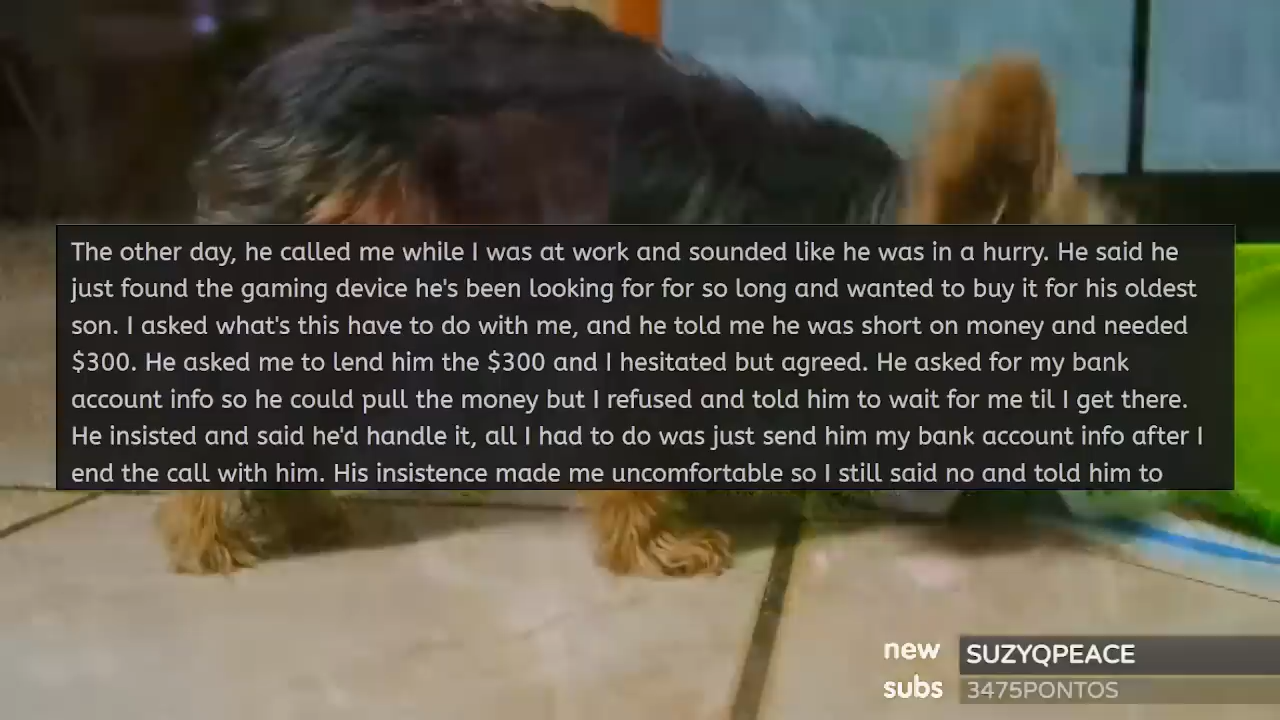 The other day, he called me while I was at work and sounded like he was in a hurry. He said he
just found the gaming device he's been looking for for so long and wanted to buy it for his oldest
son. I asked what's this have to do with me, and he told me he was short on money and needed
$300. He asked me to lend him the $300 and I hesitated but agreed. He asked for my bank
account info so he could pull the money but I refused and told him to wait for me til I get there.
He insisted and said he'd handle it, all I had to do was just send him my bank account info after I
end the call with him. His insistence made me uncomfortable so I still said no and told him to
new SUZYQPEACE
subs 3475PONTOS